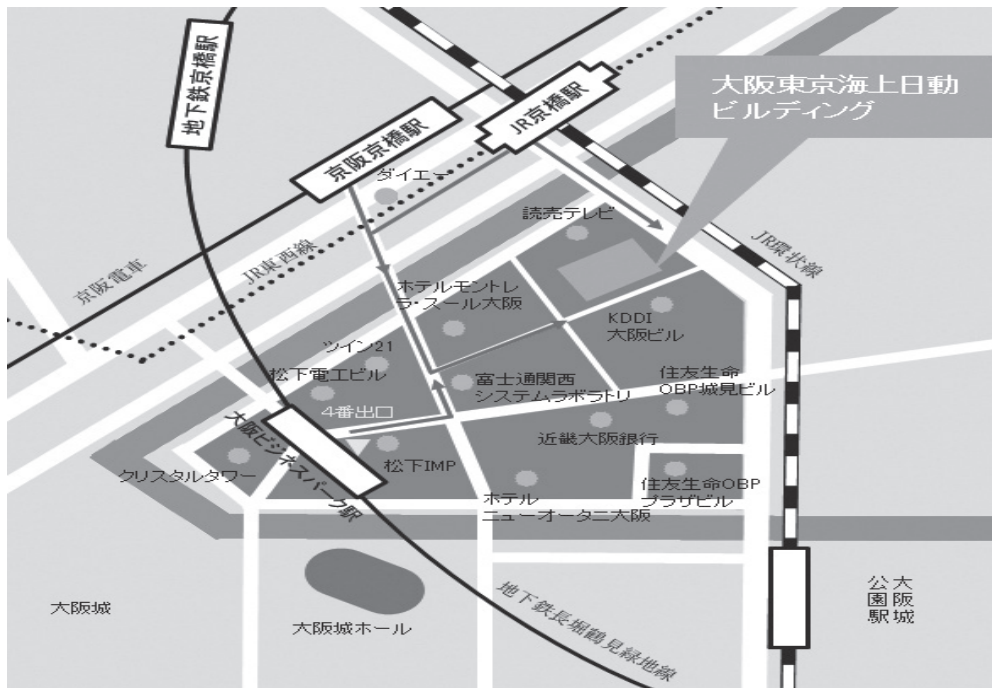 地下鉄京橋駅
京阪京橋駅
JR京橋駅
大阪東京海上日動
ビルディング
ダイエー
読売テレビ
京阪電車
JR東西線
JR環状線
ホテルモントレ
ラ・スール大阪
KDDI
大阪ビル
ツイン21
松下電工ビル
富士通関西
システムラボラトリ
住友生命
OBP城見ビル
4番出口
大阪ビジネスパーク駅
近畿大阪銀行
クリスタルタワー
松下IMP
住友生命OBP
プラザビル
ホテル
ニューオータニ大阪
地下鉄長堀鶴見緑地線
大阪城
大阪城ホール
大阪城
公園駅